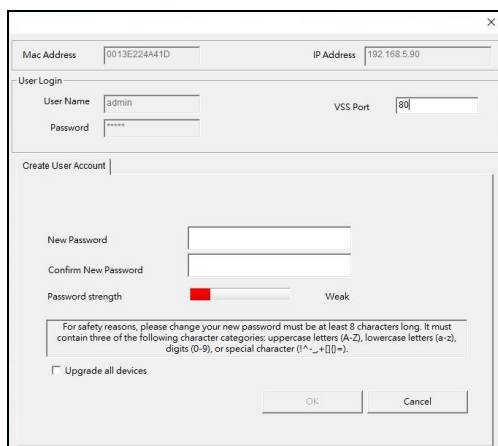 Mac Address 0013E224A41D IP Address 192.168.5.90
User Login
User Name admin VSS Port 80
Password *****
Create User Account
New Password
Confirm New Password
Password strength Weak
For safety reasons, please change your new password must be at least 8 characters long. It must
contain three of the following character categories: uppercase letters (A-Z), lowercase letters (a-z),
digits (0-9), or special character (!^-_+[]{}=).
Upgrade all devices
OK Cancel